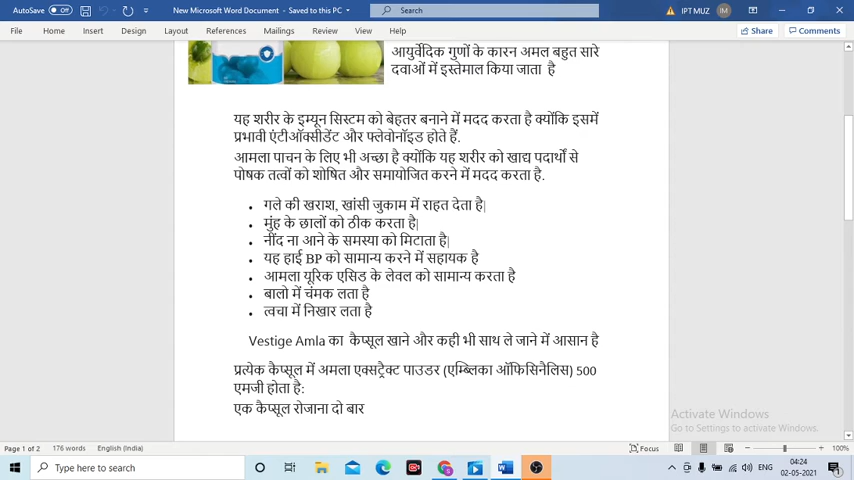 AutoSave Off New Microsoft Word Document - Saved to this PC Search IPT MUZ IM
File Home Insert Design Layout References Mailings Review View Help Share Comments
आयुर्वेदिक गुणों के कारन अमल बहुत सारे
दवाओं में इस्तेमाल किया जाता है
यह शरीर के इम्यून सिस्टम को बेहतर बनाने में मदद करता है क्योंकि इसमें
प्रभावी एंटीऑक्सीडेंट और फ्लेवोनॉइड होते हैं.
आमला पाचन के लिए भी अच्छा है क्योंकि यह शरीर को खाद्य पदार्थों से
पोषक तत्वों को शोषित और समायोजित करने में मदद करता है.
• गले की खराश, खांसी जुकाम में राहत देता है|
• मुंह के छालों को ठीक करता है|
• नींद ना आने के समस्या को मिटाता है|
• यह हाई BP को सामान्य करने में सहायक है
• आमला यूरिक एसिड के लेवल को सामान्य करता है
• बालो में चंमक लता है
• त्वचा में निखार लता है
Vestige Amla का कैप्सूल खाने और कही भी साथ ले जाने में आसान है
प्रत्येक कैप्सूल में अमला एक्सट्रैक्ट पाउडर (एम्ब्लिका ऑफिसिनैलिस) 500
एमजी होता है:
एक कैप्सूल रोजाना दो बार
Activate Windows
Go to Settings to activate Windows.
Page 1 of 2 176 words English (India) Focus 100%
Type here to search ENG 04:24
02-05-2021